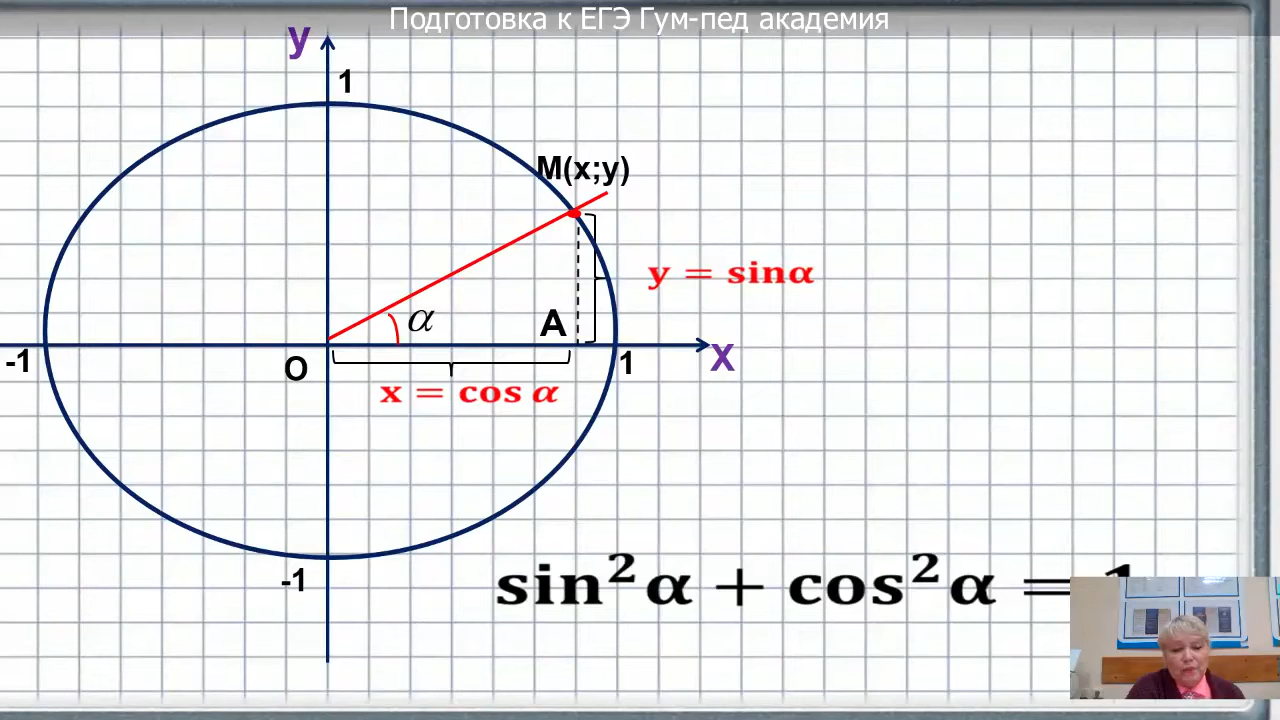 Подготовка к ЕГЭ Гум-пед академия
y
1
M(x;y)
y = sinα
α
A
-1
O
1
X
x = cos α
-1
sin²α + cos²α = 1